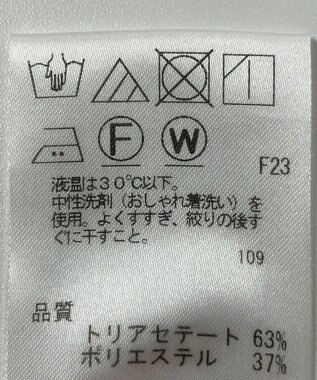 F W
F23
液温は30℃以下。
中性洗剤（おしゃれ着洗い）を
使用。よくすすぎ、絞りの後す
ぐに干すこと。
109
品質
トリアセテート 63%
ポリエステル 37%